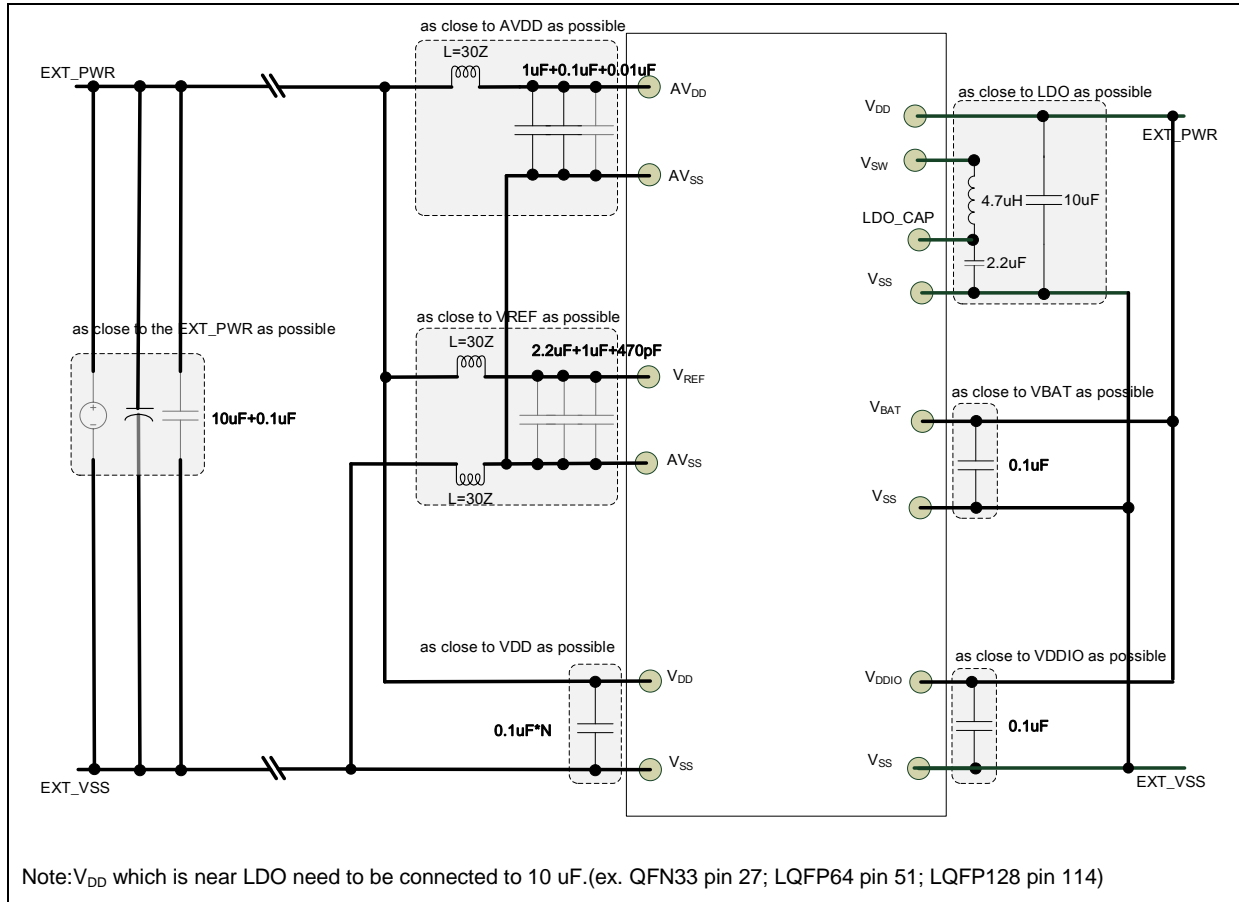 as close to AVDD as possible
L=30Z
EXT_PWR
1uF+0.1uF+0.01uF
AVDD
AVSS
as close to the EXT_PWR as possible
10uF+0.1uF
as close to VREF as possible
L=30Z
2.2uF+1uF+470pF
VREF
AVSS
L=30Z
as close to VDD as possible
VDD
0.1uF*N
VSS
EXT_VSS
as close to LDO as possible
VDD
EXT_PWR
VSW
4.7uH
10uF
LDO_CAP
2.2uF
VSS
as close to VBAT as possible
VBAT
0.1uF
VSS
as close to VDDIO as possible
VDDIO
0.1uF
VSS
EXT_VSS
Note:VDD which is near LDO need to be connected to 10 uF.(ex. QFN33 pin 27; LQFP64 pin 51; LQFP128 pin 114)